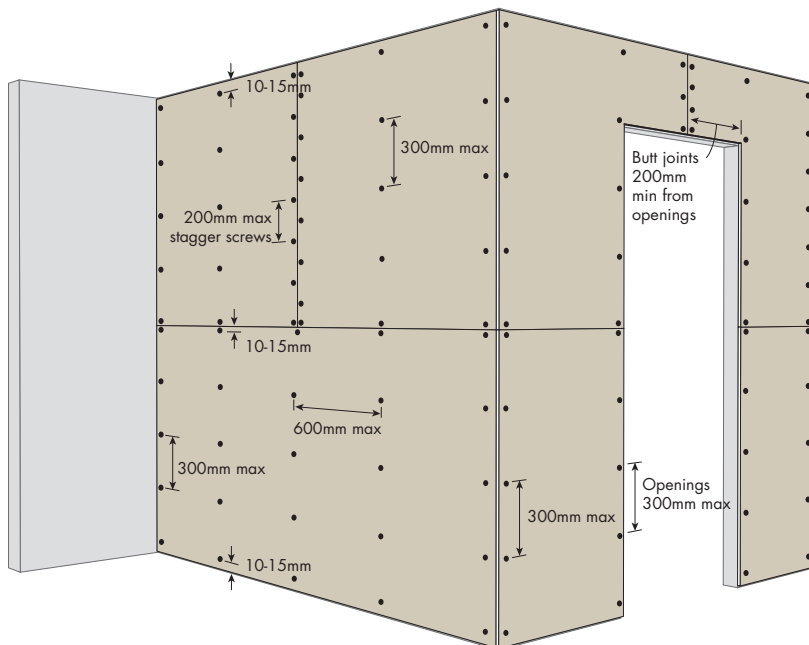 10-15mm
300mm max
Butt joints
200mm
min from
openings
200mm max
stagger screws
10-15mm
600mm max
300mm max
Openings
300mm max
300mm max
10-15mm